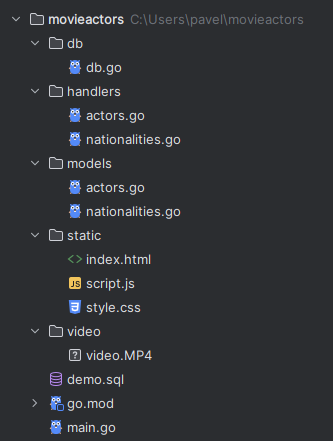 movieactors C:\Users\pavel\movieactors
db
db.go
handlers
actors.go
nationalities.go
models
actors.go
nationalities.go
static
<> index.html
JS script.js
style.css
video
? video.MP4
demo.sql
go.mod
main.go